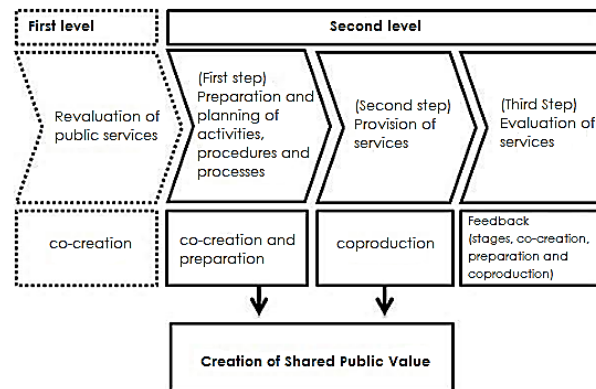 First level
Second level
Revaluation of
public services
(First step)
Preparation and
planning of
activities,
procedures and
processes
(Second step)
Provision of
services
(Third Step)
Evaluation of
services
co-creation
co-creation and
preparation
coproduction
Feedback
(stages, co-creation,
preparation and
coproduction)
Creation of Shared Public Value